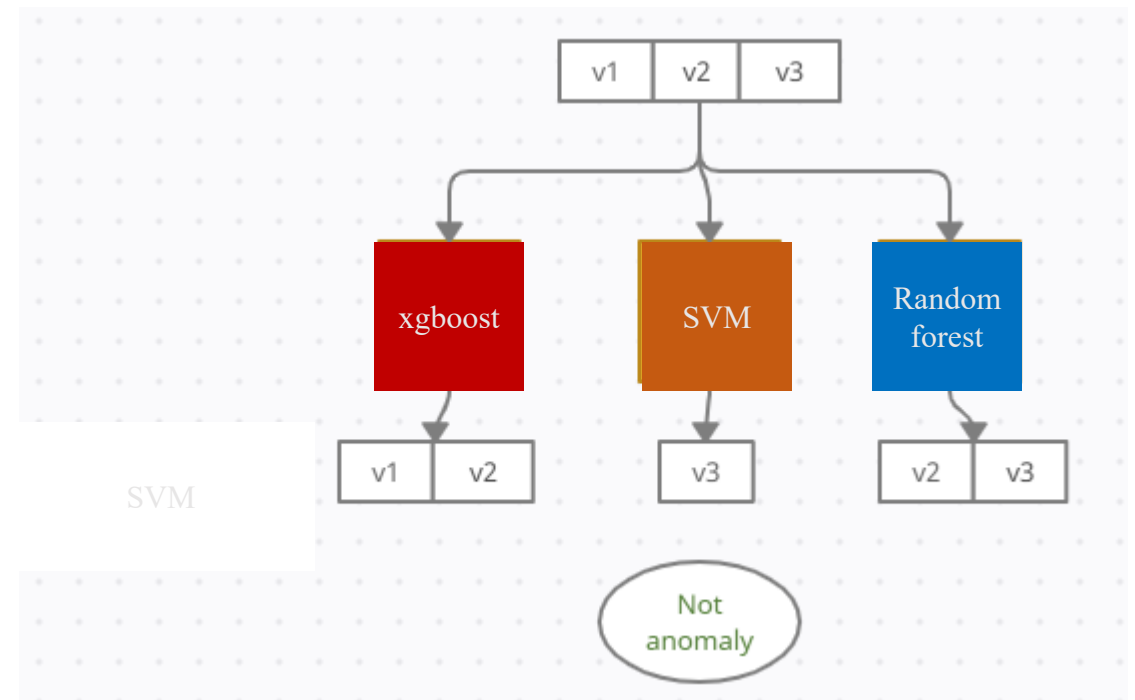 v1 v2 v3
xgboost
SVM
Random
forest
v1 v2
v3
v2 v3
SVM
Not
anomaly